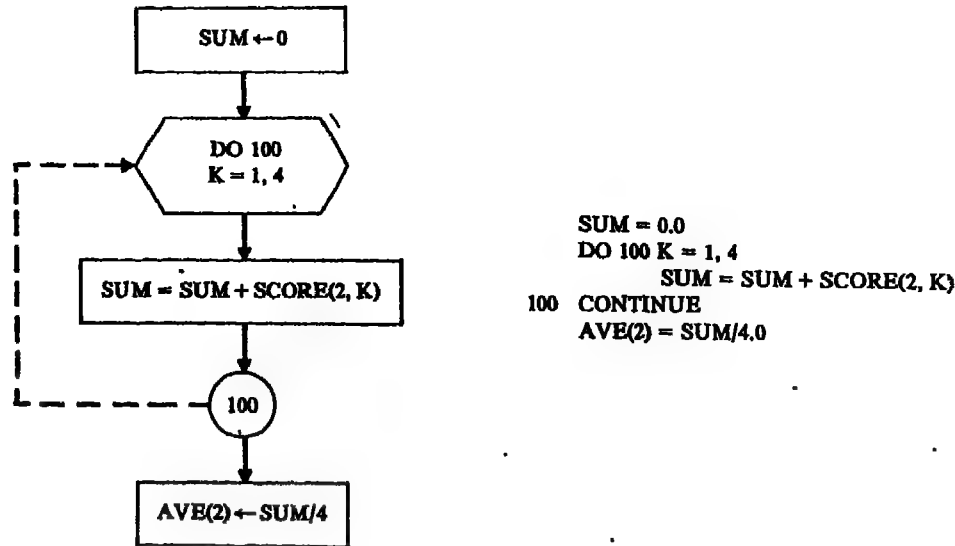 SUM ← 0
DO 100
K = 1, 4
SUM = SUM + SCORE(2, K)
100
AVE(2) ← SUM/4
SUM = 0.0
DO 100 K = 1, 4
SUM = SUM + SCORE(2, K)
100 CONTINUE
AVE(2) = SUM/4.0